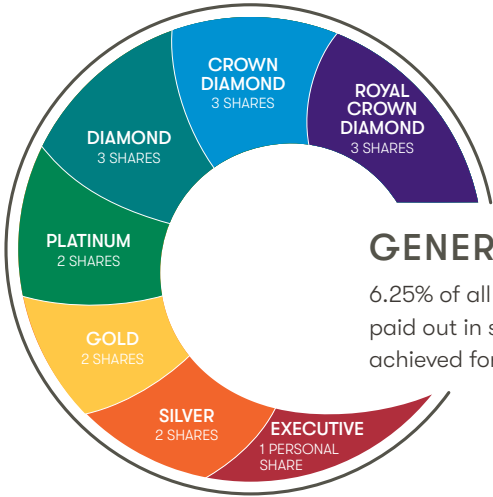 CROWN
DIAMOND
3 SHARES
ROYAL
CROWN
DIAMOND
3 SHARES
DIAMOND
3 SHARES
PLATINUM
2 SHARES
GOLD
2 SHARES
SILVER
2 SHARES
EXECUTIVE
1 PERSONAL
SHARE
GENER
6.25% of all
paid out in s
achieved for